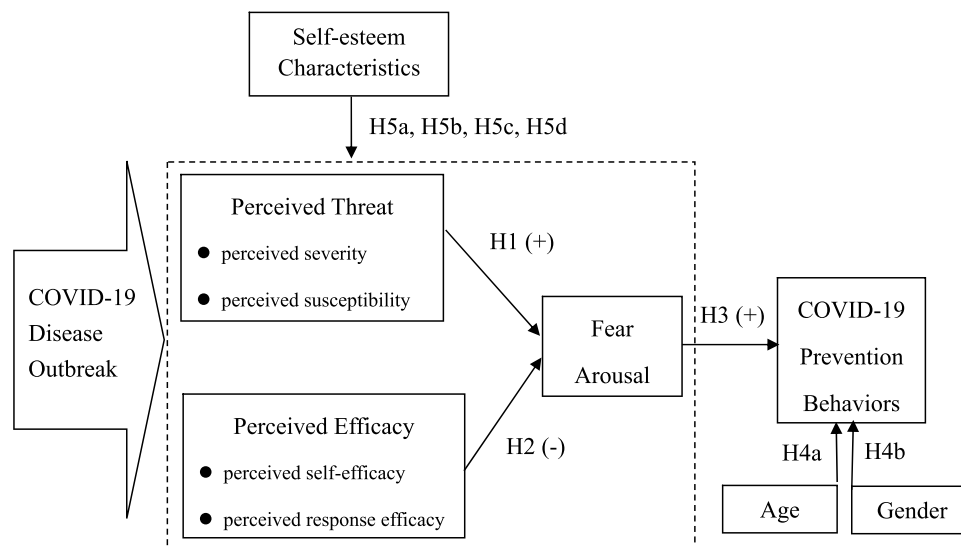 Self-esteem
Characteristics
H5a, H5b, H5c, H5d
COVID-19
Disease
Outbreak
Perceived Threat
● perceived severity
● perceived susceptibility
H1 (+)
Perceived Efficacy
● perceived self-efficacy
● perceived response efficacy
H2 (-)
Fear
Arousal
H3 (+)
COVID-19
Prevention
Behaviors
H4a
H4b
Age
Gender